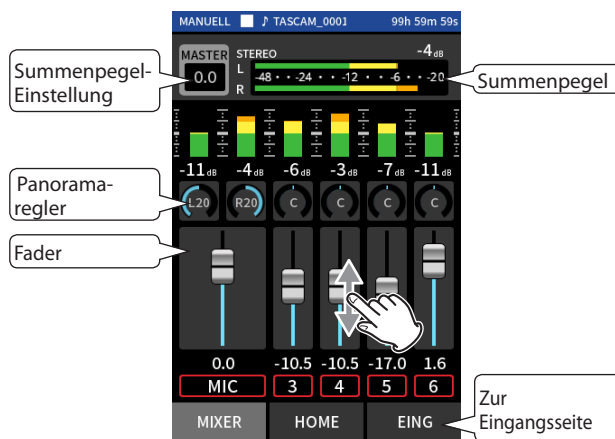 MANUELL ♪ TASCAM_0001 99h 59m 59s
MASTER
0.0
STEREO
-4dB
L
-48 · · -24 · · -12 · · -6 · · -20
R
Summenpegel-
Einstellung
Summenpegel
-11dB -4dB -6dB -3dB -7dB -11dB
Panorama-
regler
L20 R20 C C C C
Fader
0.0 -10.5 -10.5 -17.0 1.6
MIC 3 4 5 6
MIXER HOME EING
Zur
Eingangsseite